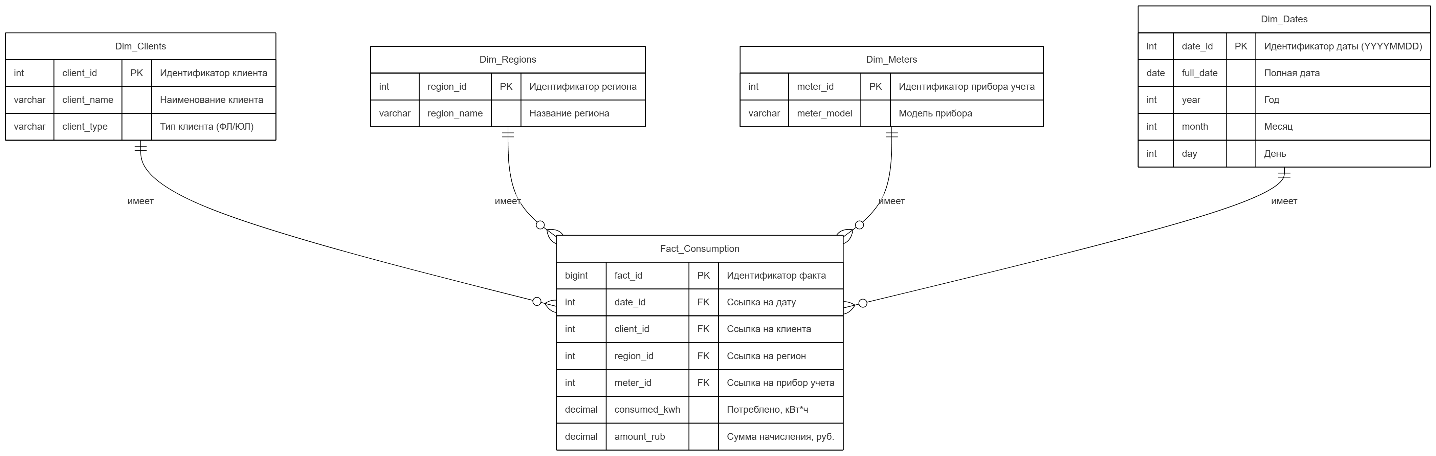 Dim_Clients
int client_id PK Идентификатор клиента
varchar client_name Наименование клиента
varchar client_type Тип клиента (ФЛ/ЮЛ)
Dim_Regions
int region_id PK Идентификатор региона
varchar region_name Название региона
Dim_Meters
int meter_id PK Идентификатор прибора учета
varchar meter_model Модель прибора
Dim_Dates
int date_id PK Идентификатор даты (YYYYMMDD)
date full_date Полная дата
int year Год
int month Месяц
int day День
имеет
имеет
имеет
имеет
Fact_Consumption
bigint fact_id PK Идентификатор факта
int date_id FK Ссылка на дату
int client_id FK Ссылка на клиента
int region_id FK Ссылка на регион
int meter_id FK Ссылка на прибор учета
decimal consumed_kwh Потреблено, кВт*ч
decimal amount_rub Сумма начисления, руб.